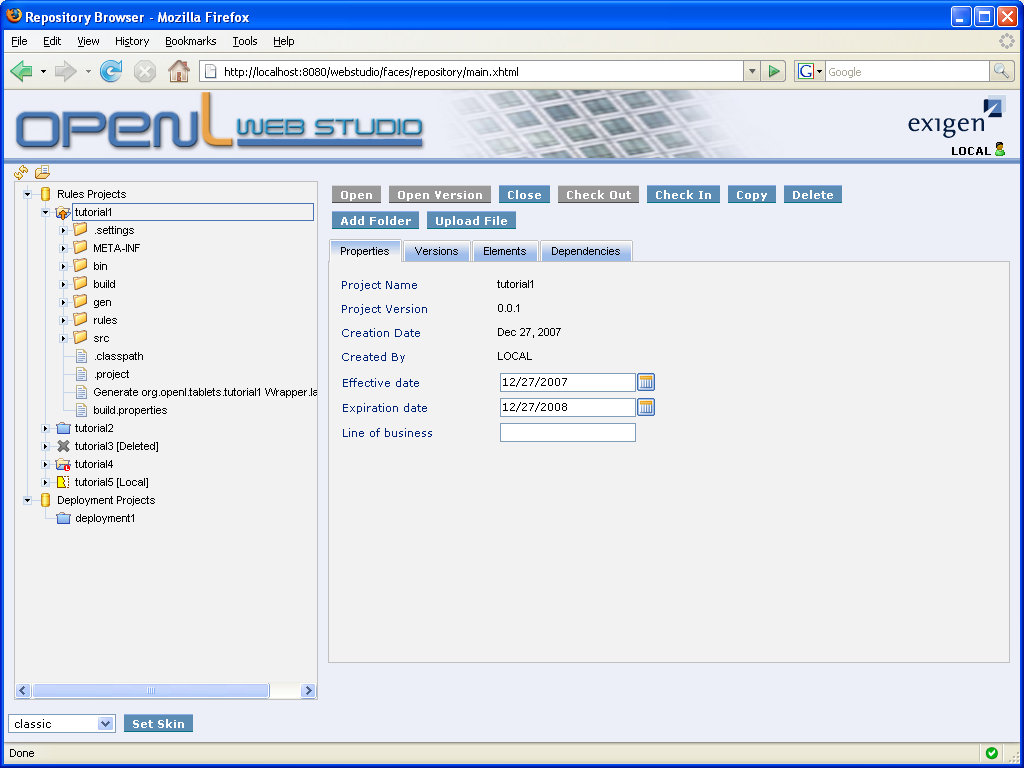 Repository Browser - Mozilla Firefox
File Edit View History Bookmarks Tools Help
http://localhost:8080/webstudio/faces/repository/main.xhtml G Google
OPENL WEB STUDIO exigen
LOCAL
Rules Projects
tutorial1
.settings
META-INF
bin
build
gen
rules
src
.classpath
.project
Generate org.openl.tablets.tutorial1 Wrapper.la
build.properties
tutorial2
tutorial3 [Deleted]
tutorial4
tutorial5 [Local]
Deployment Projects
deployment1
Open Open Version Close Check Out Check In Copy Delete
Add Folder Upload File
Properties Versions Elements Dependencies
Project Name tutorial1
Project Version 0.0.1
Creation Date Dec 27, 2007
Created By LOCAL
Effective date 12/27/2007
Expiration date 12/27/2008
Line of business
classic Set Skin
Done